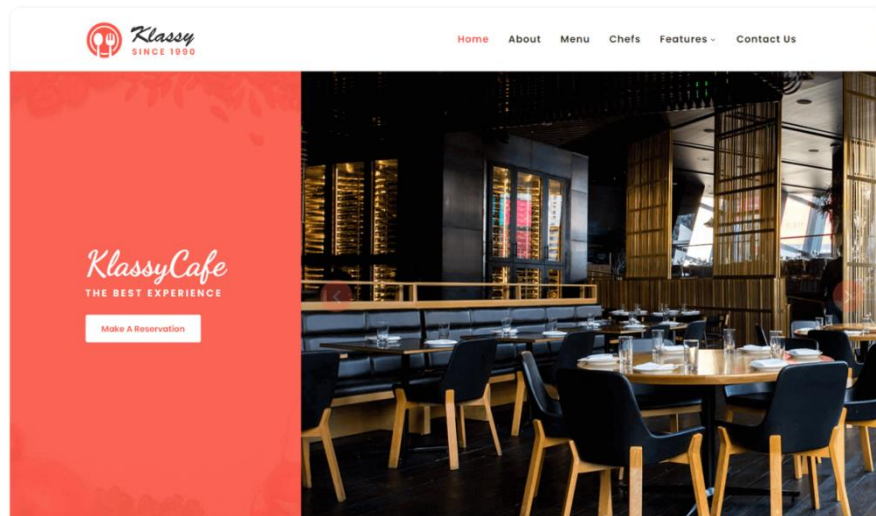 Klassy
SINCE 1990
Home About Menu Chefs Features Contact Us
KlassyCafe
THE BEST EXPERIENCE
Make A Reservation